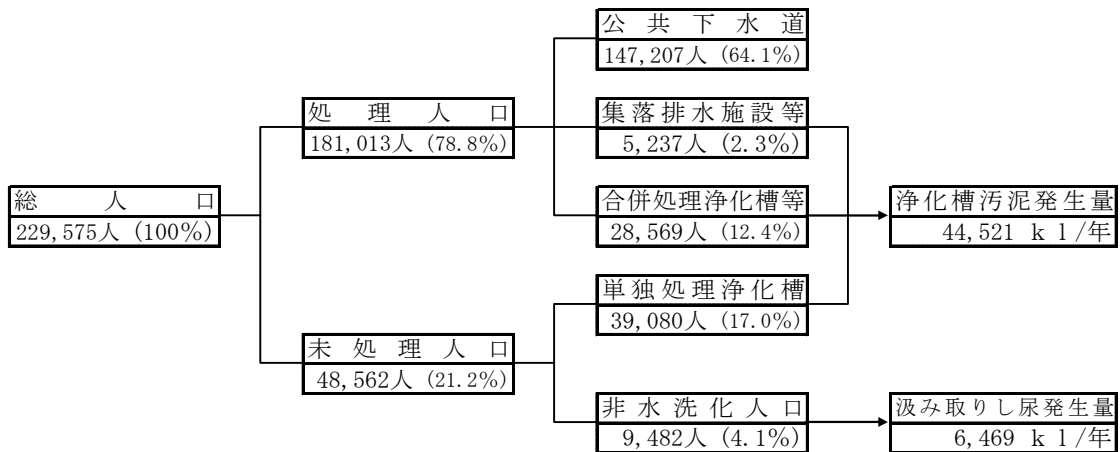 公共下水道
147,207人 (64.1%)
処理人口
181,013人 (78.8%)
集落排水施設等
5,237人 (2.3%)
総人口
229,575人 (100%)
合併処理浄化槽等
28,569人 (12.4%)
浄化槽汚泥発生量
44,521 ｋｌ/年
単独処理浄化槽
39,080人 (17.0%)
未処理人口
48,562人 (21.2%)
非水洗化人口
9,482人 (4.1%)
汲み取りし尿発生量
6,469 ｋｌ/年